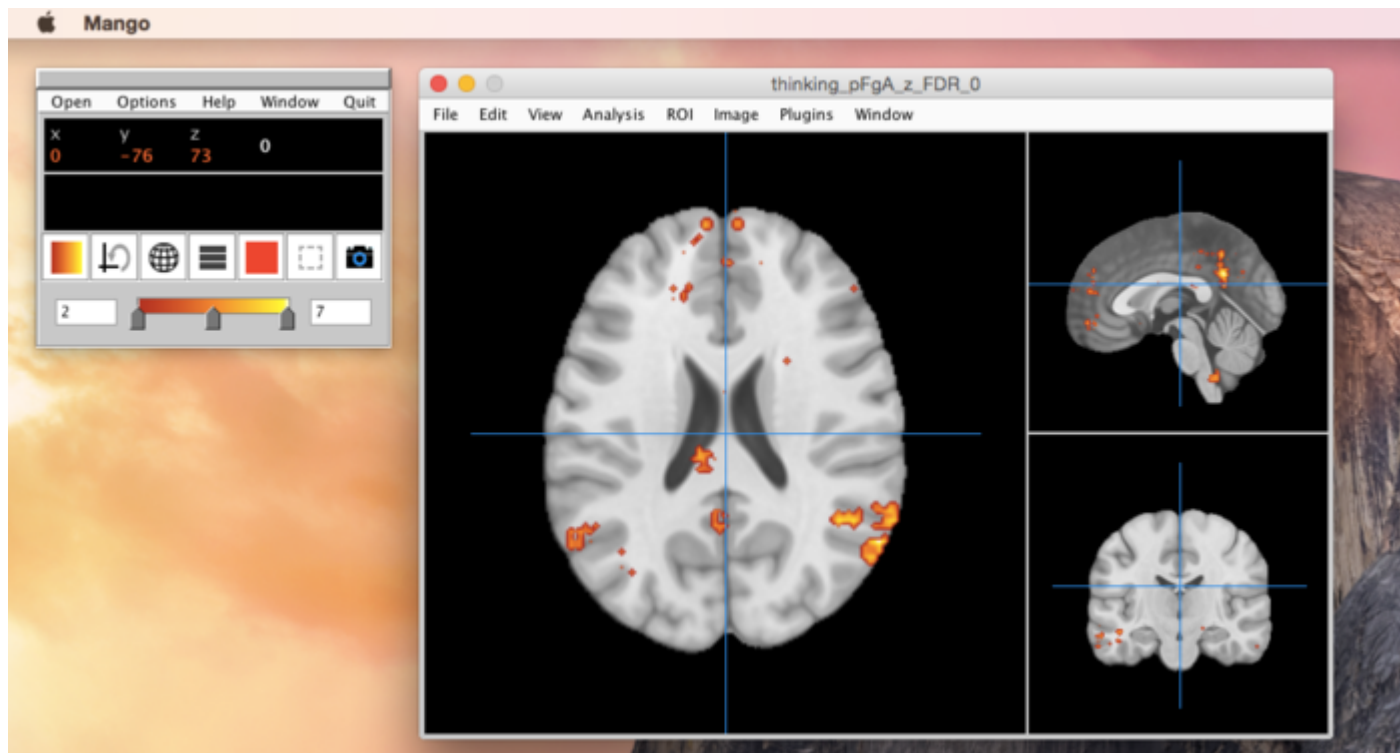 Mango
Open Options Help Window Quit
x y z 0
0 -76 73
2 7
thinking_pFgA_z_FDR_0
File Edit View Analysis ROI Image Plugins Window